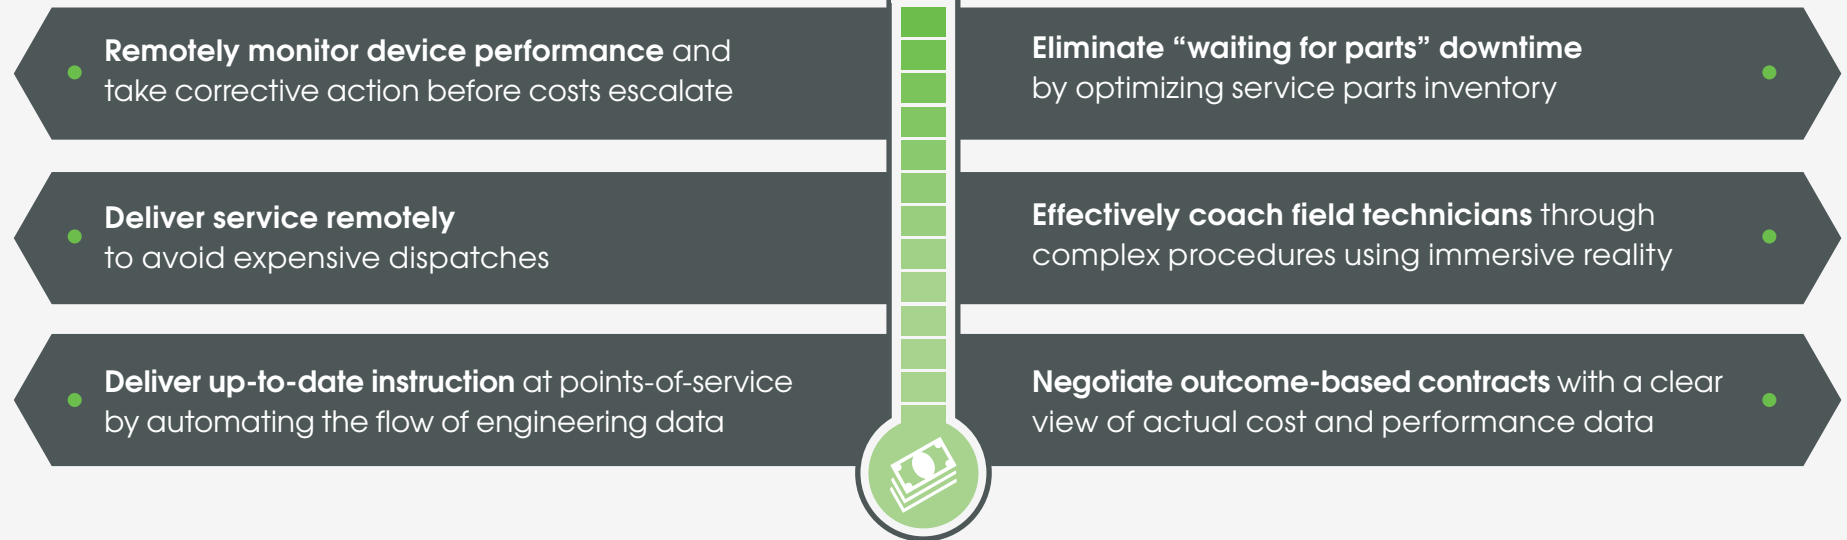 Remotely monitor device performance and
take corrective action before costs escalate
Eliminate “waiting for parts” downtime
by optimizing service parts inventory
Deliver service remotely
to avoid expensive dispatches
Effectively coach field technicians through
complex procedures using immersive reality
Deliver up-to-date instruction at points-of-service
by automating the flow of engineering data
Negotiate outcome-based contracts with a clear
view of actual cost and performance data